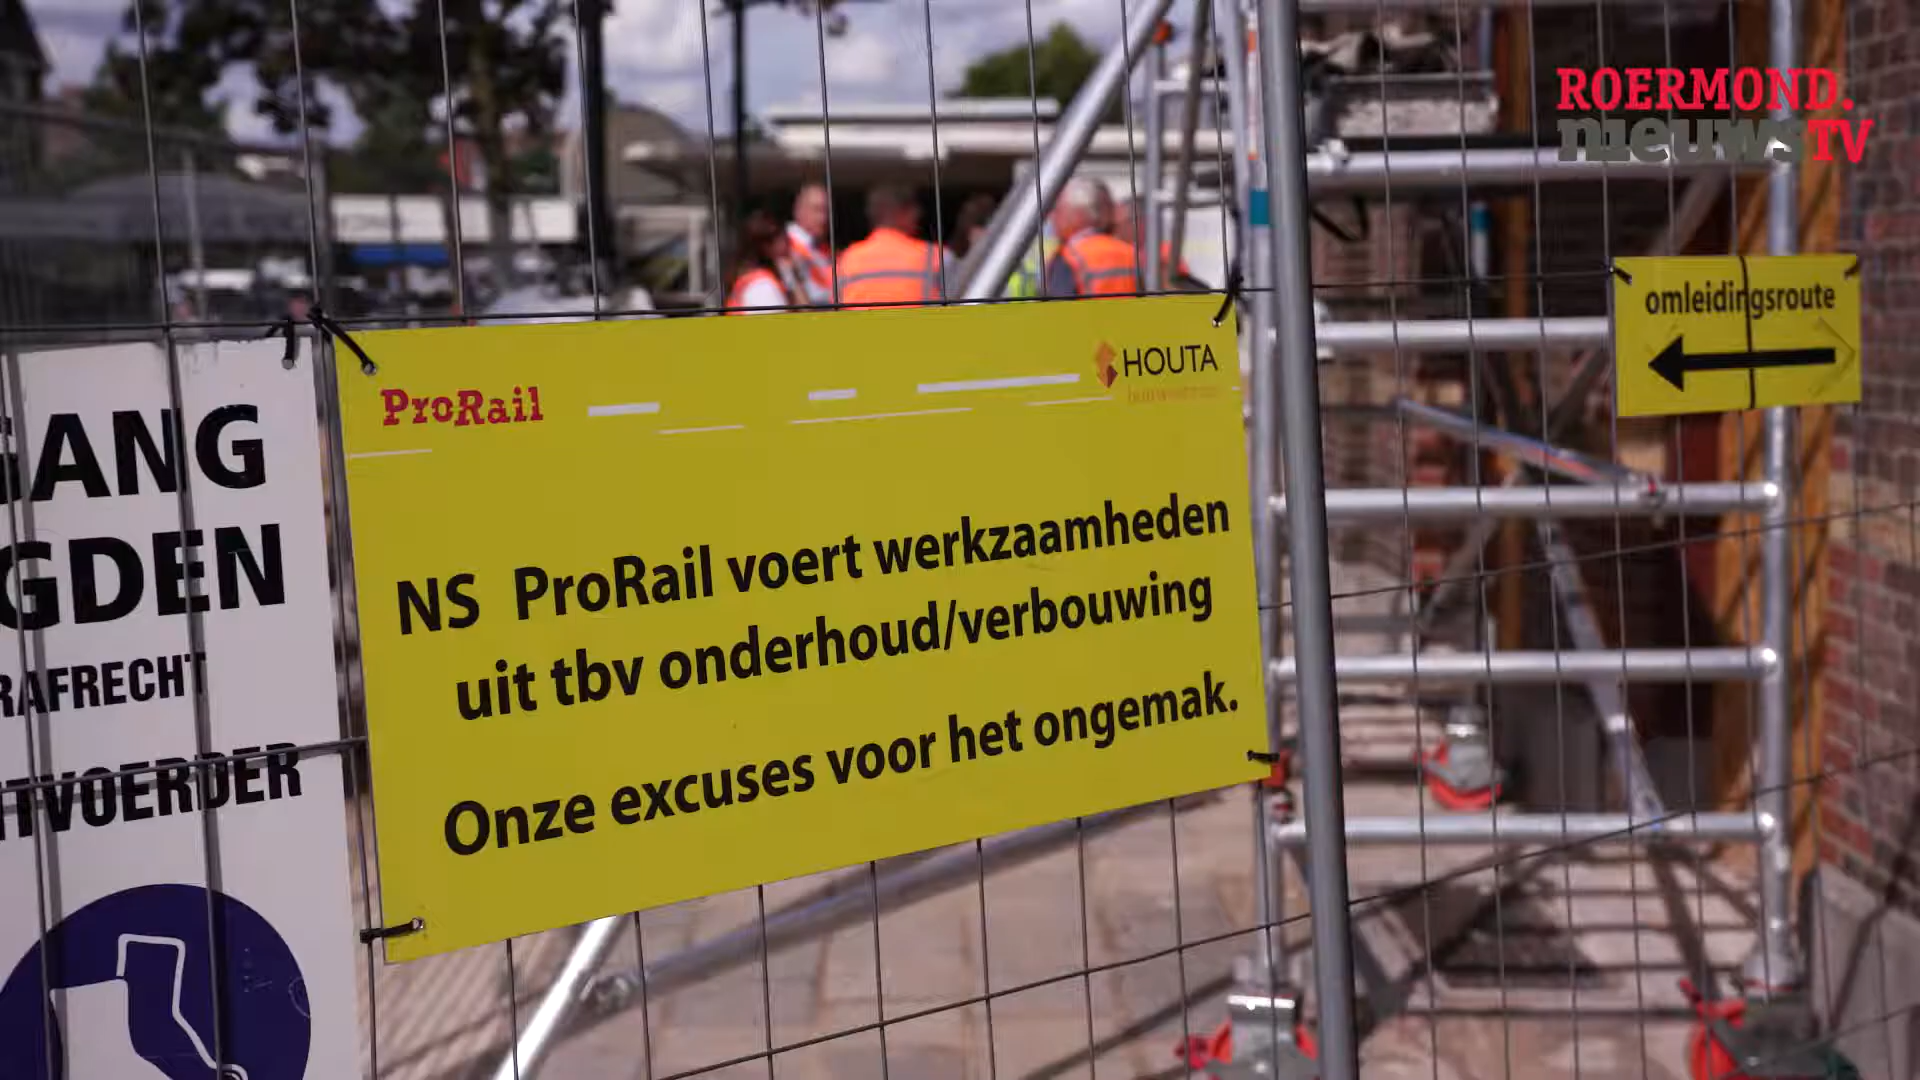 ROERMOND.
nieuwsTV
omleidingsroute
ProRail
HOUTA
NS ProRail voert werkzaamheden
uit tbv onderhoud/verbouwing
Onze excuses voor het ongemak.
GANG
GDEN
RAFRECHT
ITVOERDER